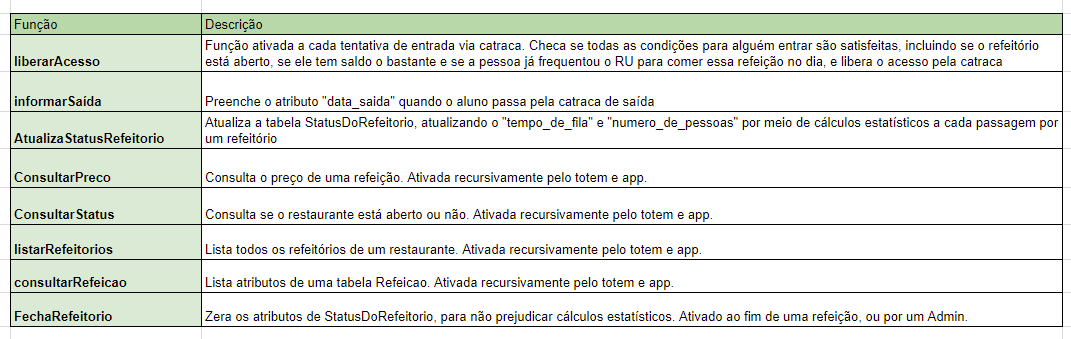 Função Descrição
liberarAcesso Função ativada a cada tentativa de entrada via catraca. Checa se todas as condições para alguém entrar são satisfeitas, incluindo se o refeitório
está aberto, se ele tem saldo o bastante e se a pessoa já frequentou o RU para comer essa refeição no dia, e libera o acesso pela catraca
informarSaída Preenche o atributo "data_saida" quando o aluno passa pela catraca de saída
AtualizaStatusRefeitorio Atualiza a tabela StatusDoRefeitorio, atualizando o "tempo_de_fila" e "numero_de_pessoas" por meio de cálculos estatísticos a cada passagem por
um refeitório
ConsultarPreco Consulta o preço de uma refeição. Ativada recursivamente pelo totem e app.
ConsultarStatus Consulta se o restaurante está aberto ou não. Ativada recursivamente pelo totem e app.
listarRefeitorios Lista todos os refeitórios de um restaurante. Ativada recursivamente pelo totem e app.
consultarRefeicao Lista atributos de uma tabela Refeicao. Ativada recursivamente pelo totem e app.
FechaRefeitorio Zera os atributos de StatusDoRefeitorio, para não prejudicar cálculos estatísticos. Ativado ao fim de uma refeição, ou por um Admin.